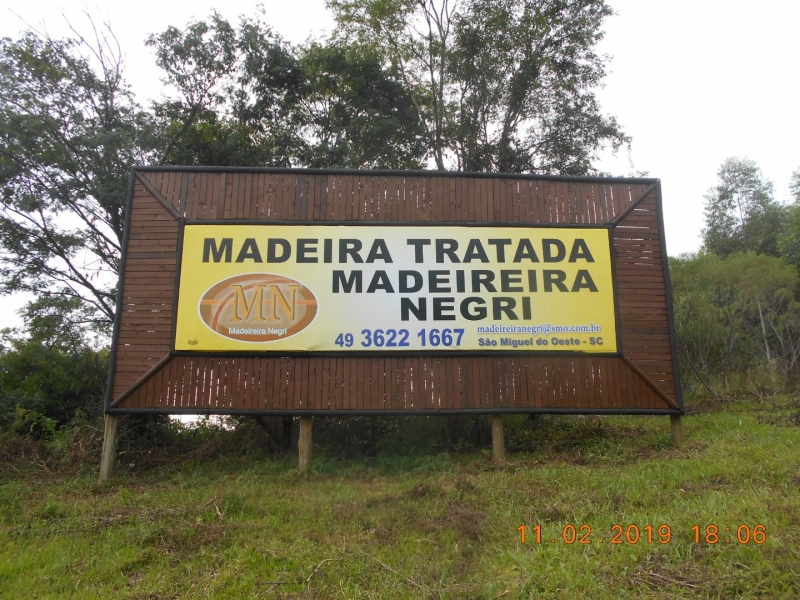 MADEIRA TRATADA
MADEIREIRA
NEGRI
MN
Madeireira Negri
49 3622 1667
madeireiranegri@smo.com.br
São Miguel do Oeste - SC
11.02.2019 18:06